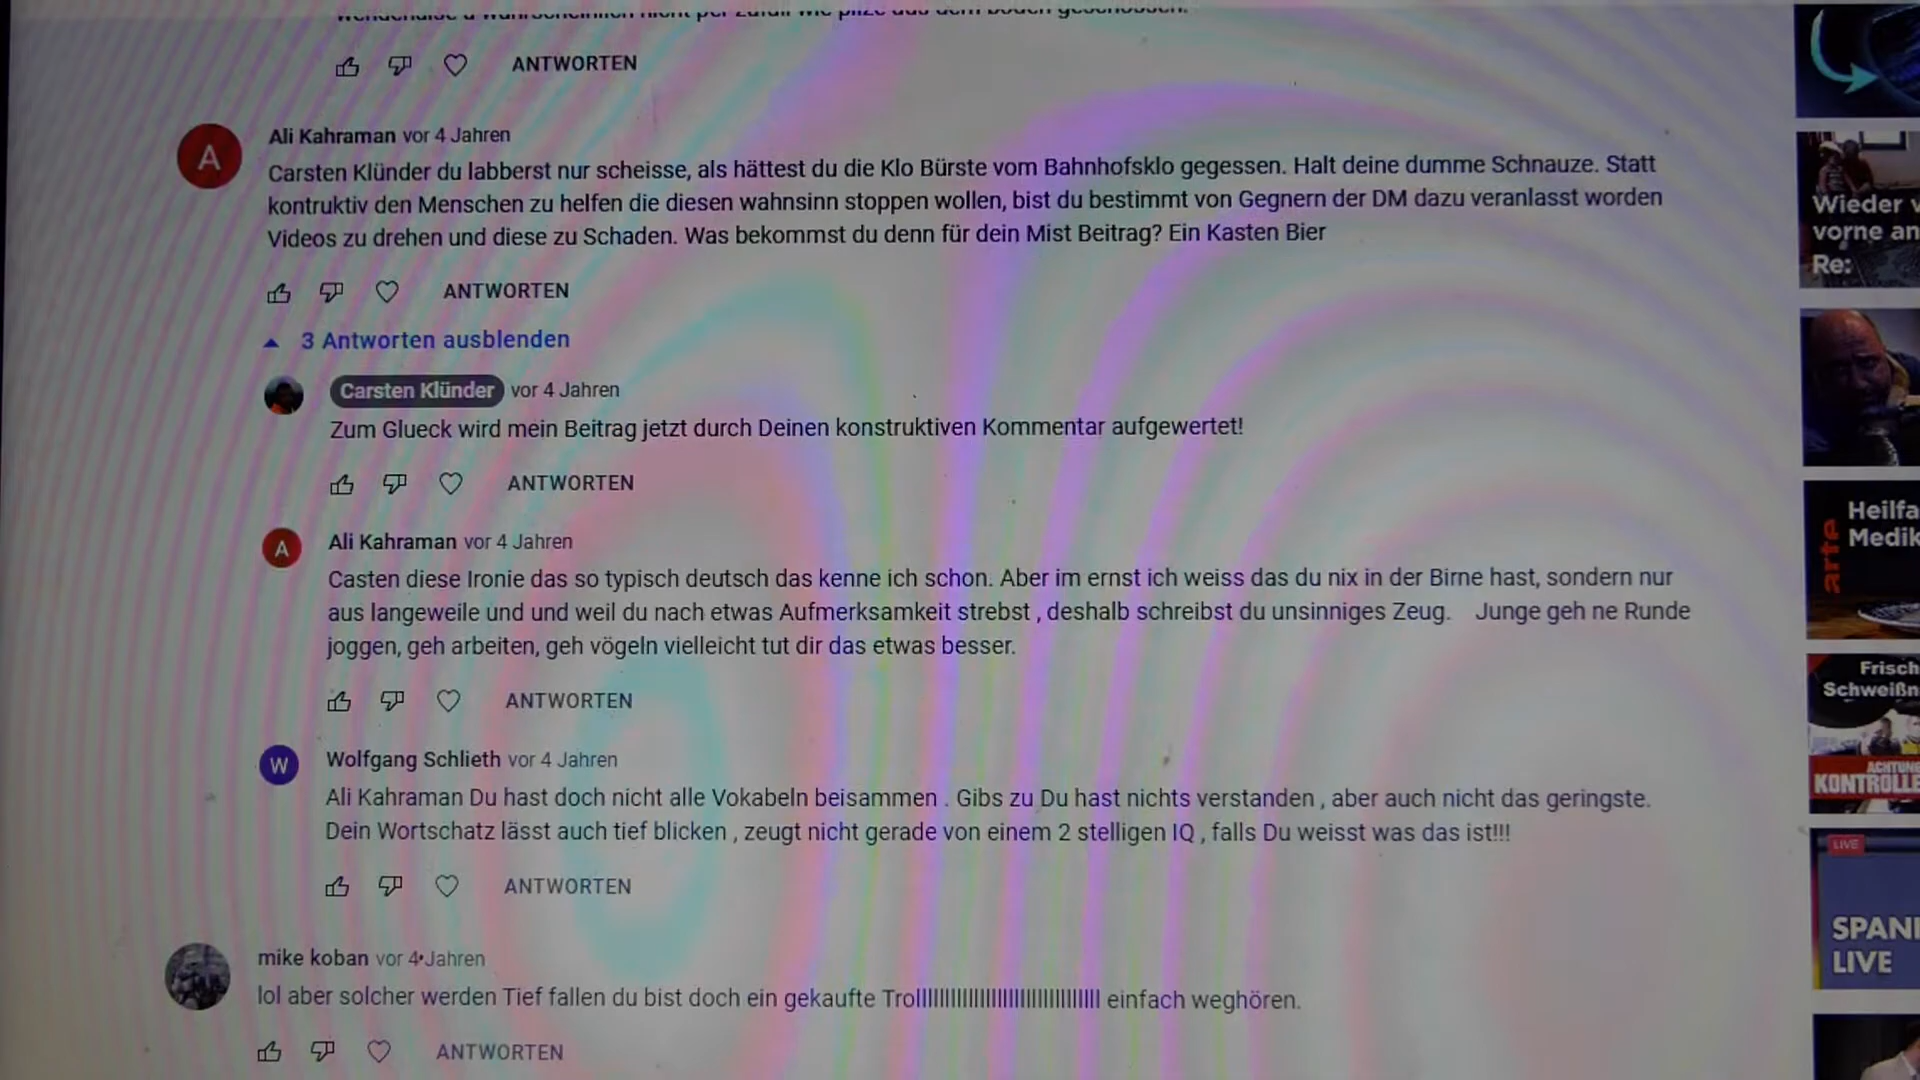 ANTWORTEN
Ali Kahraman vor 4 Jahren
A
Carsten Klünder du labberst nur scheisse, als hättest du die Klo Bürste vom Bahnhofsklo gegessen. Halt deine dumme Schnauze. Statt
kontruktiv den Menschen zu helfen die diesen wahnsinn stoppen wollen, bist du bestimmt von Gegnern der DM dazu veranlasst worden
Videos zu drehen und diese zu Schaden. Was bekommst du denn für dein Mist Beitrag? Ein Kasten Bier
ANTWORTEN
3 Antworten ausblenden
Carsten Klünder vor 4 Jahren
Zum Glueck wird mein Beitrag jetzt durch Deinen konstruktiven Kommentar aufgewertet!
ANTWORTEN
A
Ali Kahraman vor 4 Jahren
Casten diese Ironie das so typisch deutsch das kenne ich schon. Aber im ernst ich weiss das du nix in der Birne hast, sondern nur
aus langeweile und und weil du nach etwas Aufmerksamkeit strebst , deshalb schreibst du unsinniges Zeug. Junge geh ne Runde
joggen, geh arbeiten, geh vögeln vielleicht tut dir das etwas besser.
ANTWORTEN
W
Wolfgang Schlieth vor 4 Jahren
Ali Kahraman Du hast doch nicht alle Vokabeln beisammen . Gibs zu Du hast nichts verstanden , aber auch nicht das geringste.
Dein Wortschatz lässt auch tief blicken , zeugt nicht gerade von einem 2 stelligen IQ , falls Du weisst was das ist!!!
ANTWORTEN
mike koban vor 4 Jahren
lol aber solcher werden Tief fallen du bist doch ein gekaufte Trolllllllllllllllllllllllllllllll einfach weghören.
ANTWORTEN
Wieder
vorne an
Re:
arte
Heilfa
Medik
Frisch
Schweißn
ACHTUNG
KONTROLLE
LIVE
SPANI
LIVE